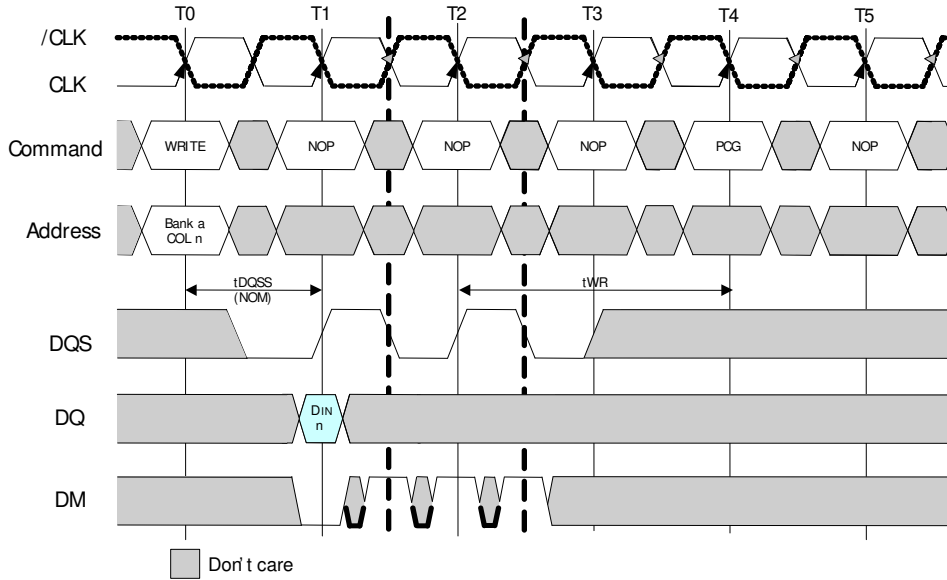 T0 T1 T2 T3 T4 T5
/CLK
CLK
Command WRITE NOP NOP NOP PCG NOP
Address Bank a
COL n
tDQSS
(NOM)
tWR
DQS
DQ DIN
n
DM
Don't care